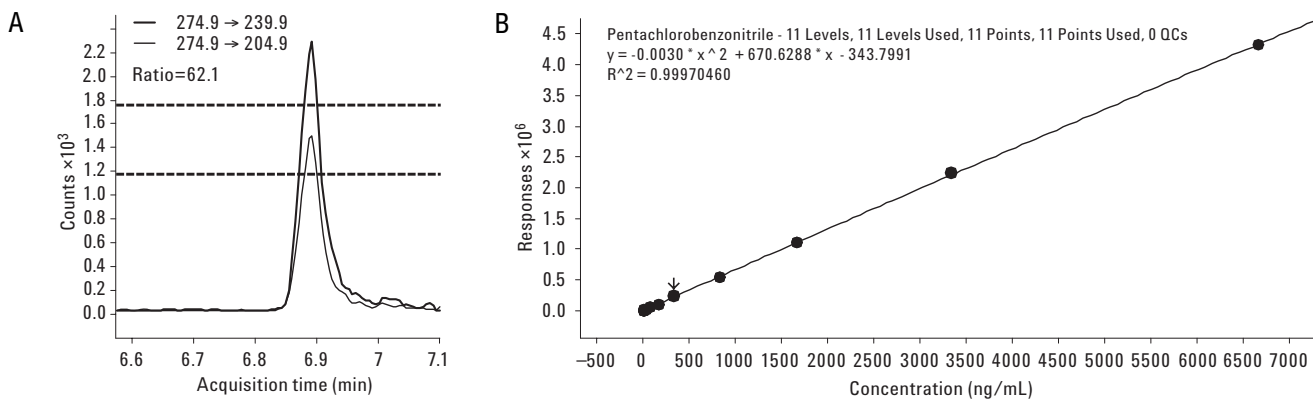 A
274.9 → 239.9
274.9 → 204.9
Ratio=62.1
2.2
2.0
1.8
1.6
1.4
1.2
1.0
0.8
0.6
0.4
0.2
0.0
Counts ×10³
6.6 6.7 6.8 6.9 7 7.1
Acquisition time (min)
B
Pentachlorobenzonitrile - 11 Levels, 11 Levels Used, 11 Points, 11 Points Used, 0 QCs
y = -0.0030 * x ^ 2 + 670.6288 * x - 343.7991
R^2 = 0.99970460
4.5
4.0
3.5
3.0
2.5
2.0
1.5
1.0
0.5
0.0
Responses ×10⁶
–500 0 500 1000 1500 2000 2500 3000 3500 4000 4500 5000 5500 6000 6500 7000
Concentration (ng/mL)